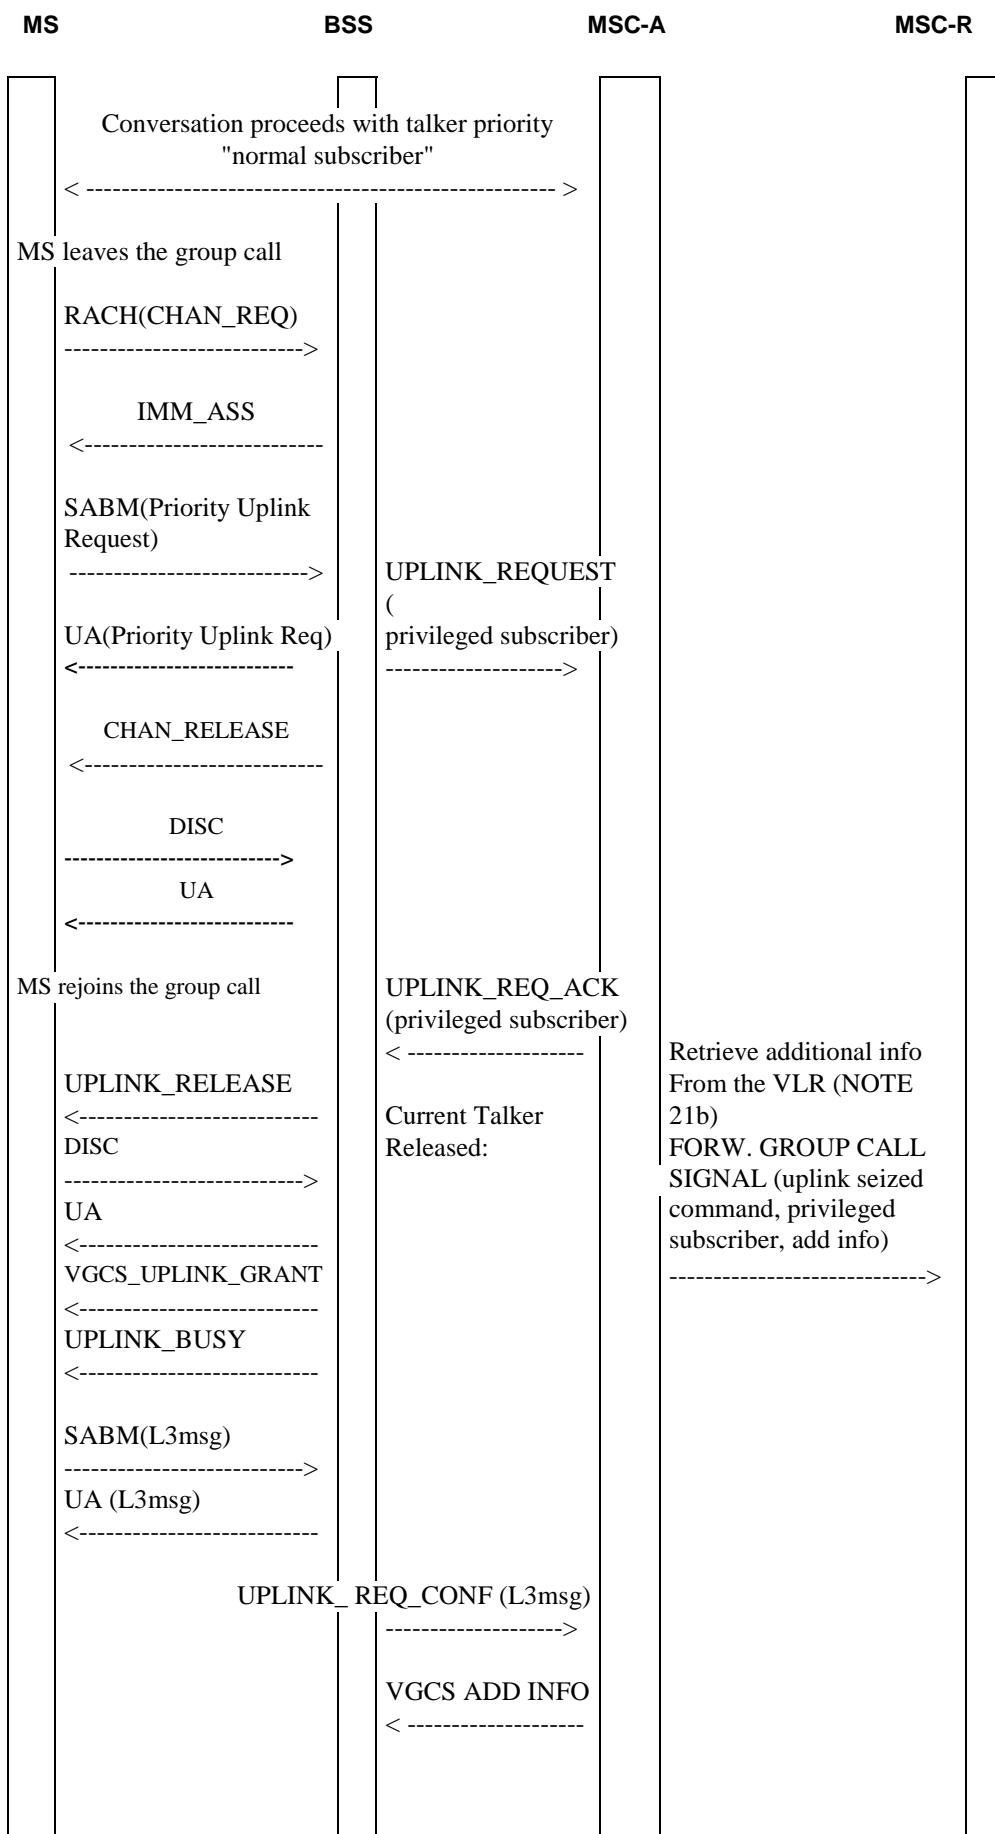 MS BSS MSC-A MSC-R
Conversation proceeds with talker priority
"normal subscriber"
< ----------------------------------------------------- >
MS leaves the group call
RACH(CHAN_REQ)
--------------------------->
IMM_ASS
<---------------------------
SABM(Priority Uplink
Request)
--------------------------->
UPLINK_REQUEST
(
privileged subscriber)
-------------------->
UA(Priority Uplink Req)
<---------------------------
CHAN_RELEASE
<---------------------------
DISC
--------------------------->
UA
<---------------------------
MS rejoins the group call
UPLINK_REQ_ACK
(privileged subscriber)
< --------------------
Retrieve additional info
From the VLR (NOTE
21b)
FORW. GROUP CALL
SIGNAL (uplink seized
command, privileged
subscriber, add info)
----------------------------->
UPLINK_RELEASE
<---------------------------
Current Talker
Released:
DISC
--------------------------->
UA
<---------------------------
VGCS_UPLINK_GRANT
<---------------------------
UPLINK_BUSY
<---------------------------
SABM(L3msg)
--------------------------->
UA (L3msg)
<---------------------------
UPLINK_ REQ_CONF (L3msg)
-------------------->
VGCS ADD INFO
< --------------------